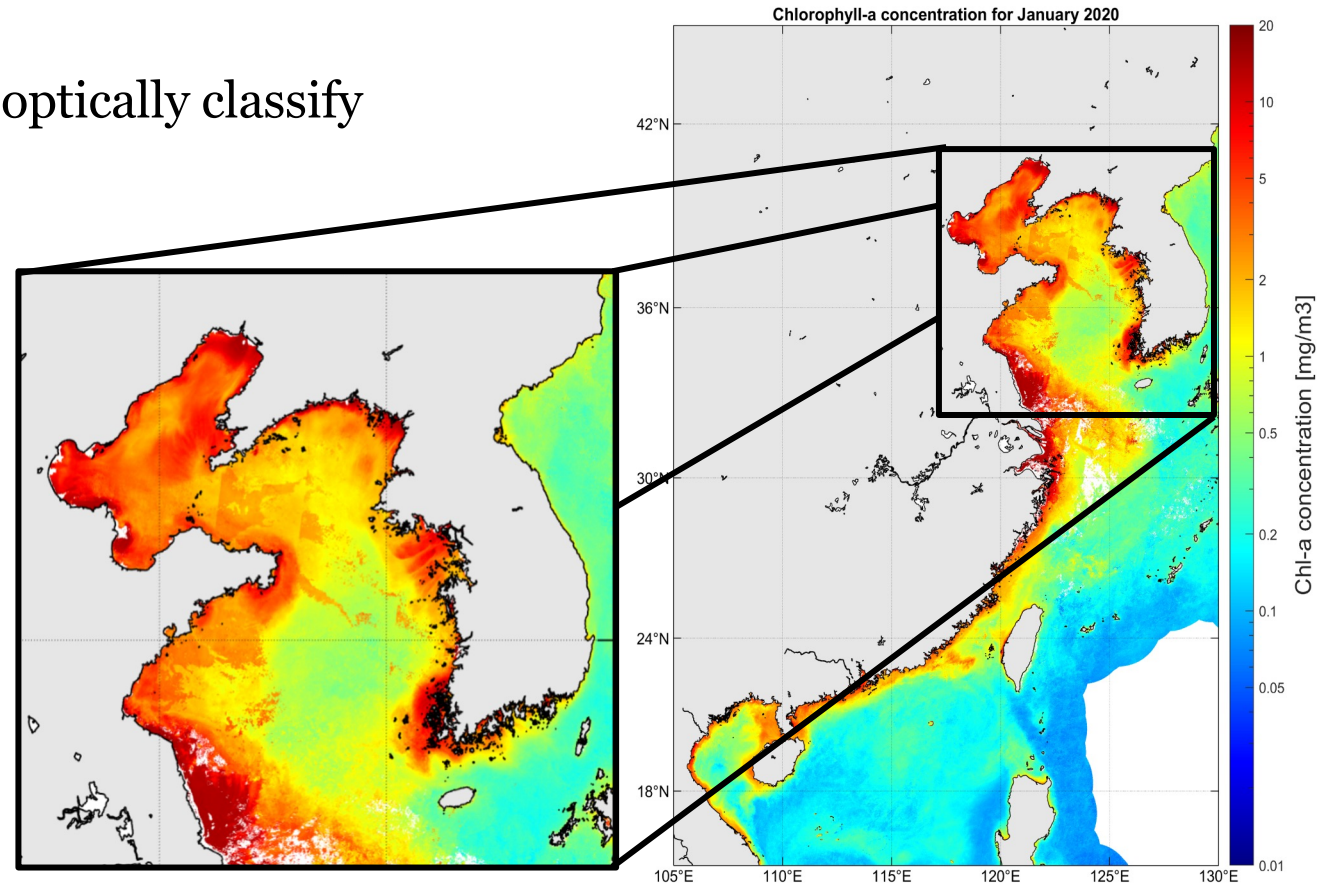 optically classify
Chlorophyll-a concentration for January 2020
42°N
36°N
30°N
24°N
18°N
105°E
110°E
115°E
120°E
125°E
130°E
20
10
5
2
1
0.5
0.2
0.1
0.05
0.01
Chl-a concentration [mg/m3]